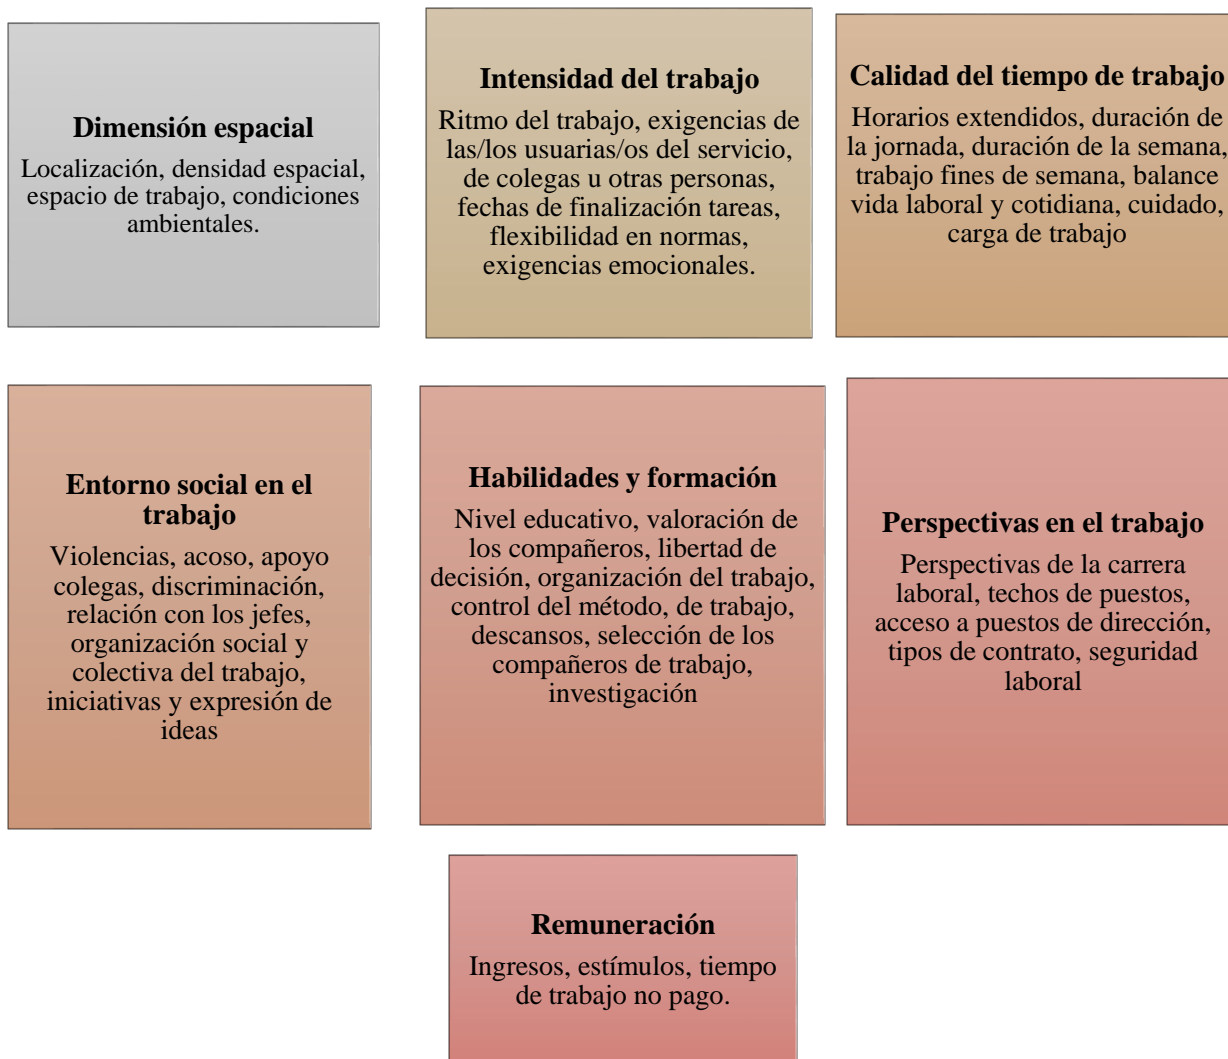 Dimensión espacial
Localización, densidad espacial,
espacio de trabajo, condiciones
ambientales.
Intensidad del trabajo
Ritmo del trabajo, exigencias de
las/los usuarias/os del servicio,
de colegas u otras personas,
fechas de finalización tareas,
flexibilidad en normas,
exigencias emocionales.
Calidad del tiempo de trabajo
Horarios extendidos, duración de
la jornada, duración de la semana,
trabajo fines de semana, balance
vida laboral y cotidiana, cuidado,
carga de trabajo
Entorno social en el
trabajo
Violencias, acoso, apoyo
colegas, discriminación,
relación con los jefes,
organización social y
colectiva del trabajo,
iniciativas y expresión de
ideas
Habilidades y formación
Nivel educativo, valoración de
los compañeros, libertad de
decisión, organización del trabajo,
control del método, de trabajo,
descansos, selección de los
compañeros de trabajo,
investigación
Perspectivas en el trabajo
Perspectivas de la carrera
laboral, techos de puestos,
acceso a puestos de dirección,
tipos de contrato, seguridad
laboral
Remuneración
Ingresos, estímulos, tiempo
de trabajo no pago.